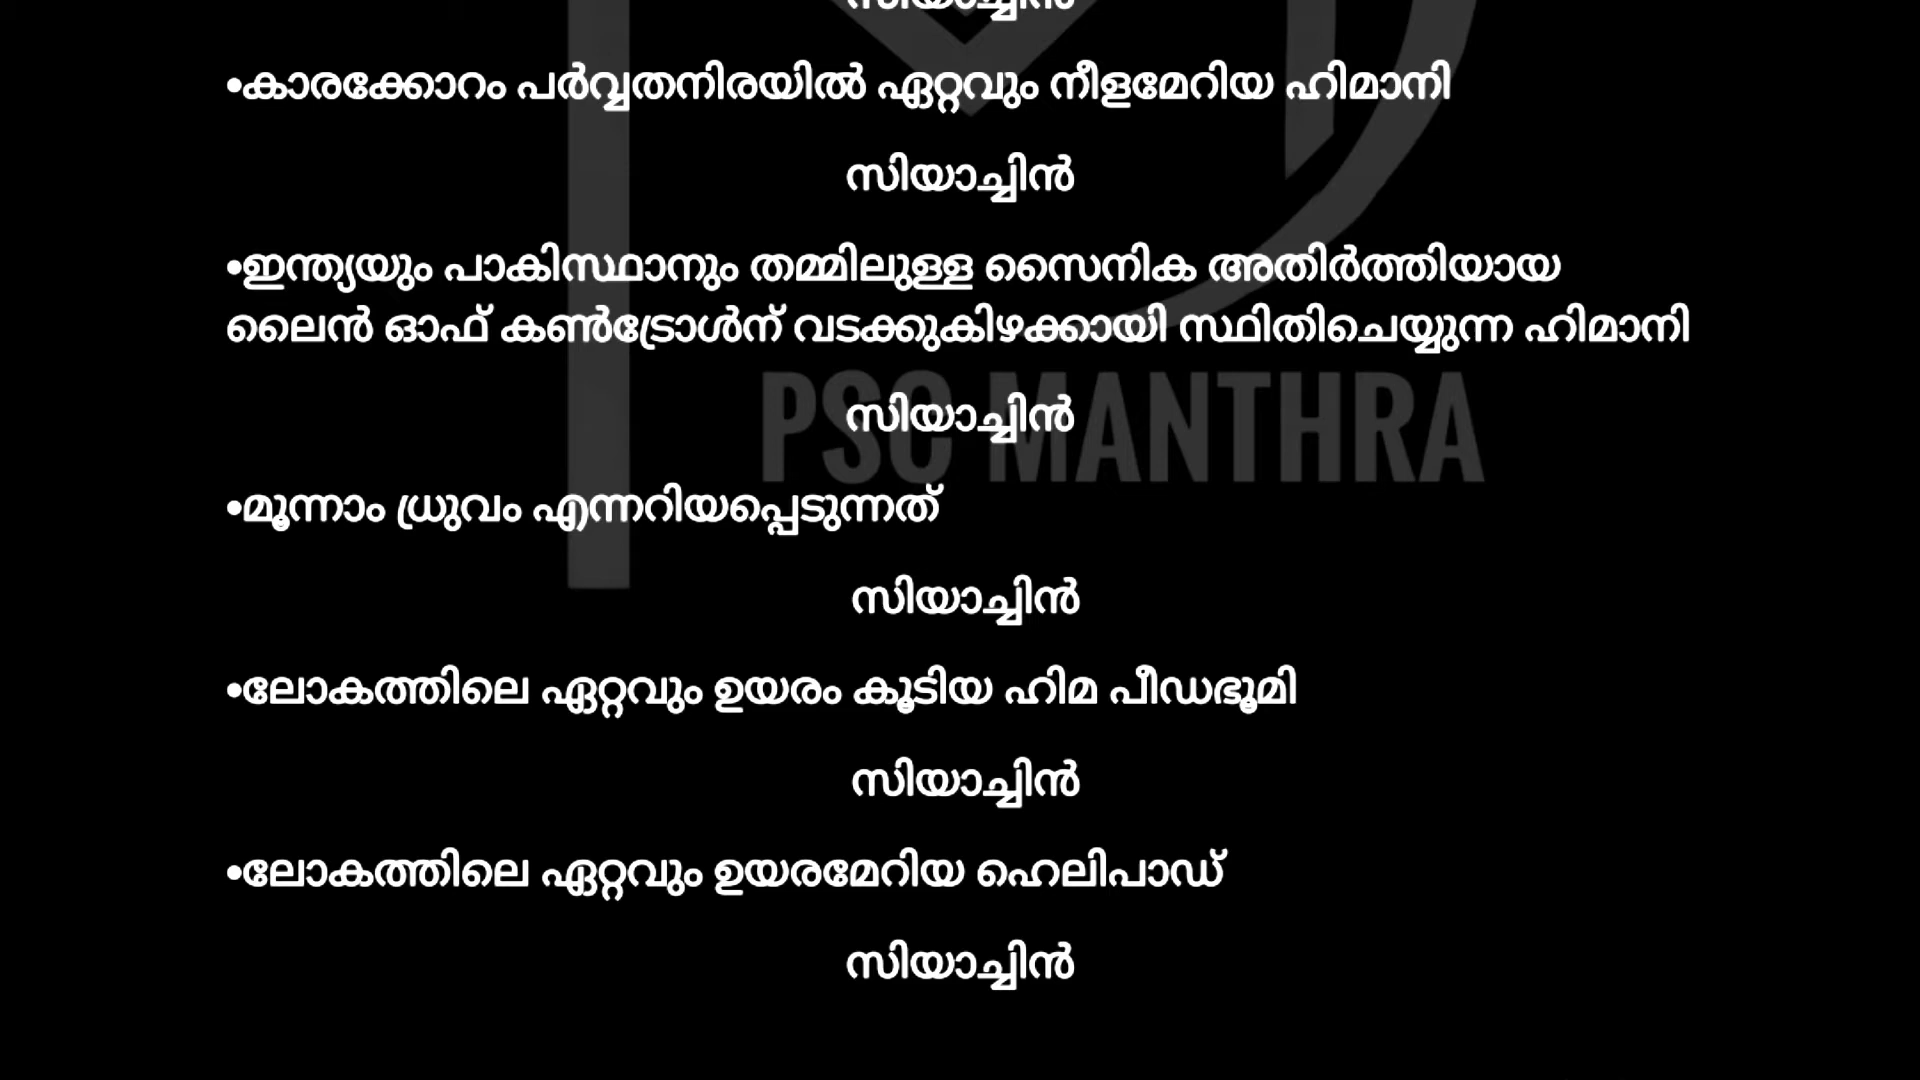 സിയാച്ചിൻ
•കാരക്കോറം പർവ്വതനിരയിൽ ഏറ്റവും നീളമേറിയ ഹിമാനി
സിയാച്ചിൻ
•ഇന്ത്യയും പാകിസ്ഥാനും തമ്മിലുള്ള സൈനിക അതിർത്തിയായ
ലൈൻ ഓഫ് കൺട്രോൾന് വടക്കുകിഴക്കായി സ്ഥിതിചെയ്യുന്ന ഹിമാനി
സിയാച്ചിൻ
PSC MANTHRA
•മൂന്നാം ധ്രുവം എന്നറിയപ്പെടുന്നത്
സിയാച്ചിൻ
•ലോകത്തിലെ ഏറ്റവും ഉയരം കൂടിയ ഹിമ പീഡഭൂമി
സിയാച്ചിൻ
•ലോകത്തിലെ ഏറ്റവും ഉയരമേറിയ ഹെലിപാഡ്
സിയാച്ചിൻ